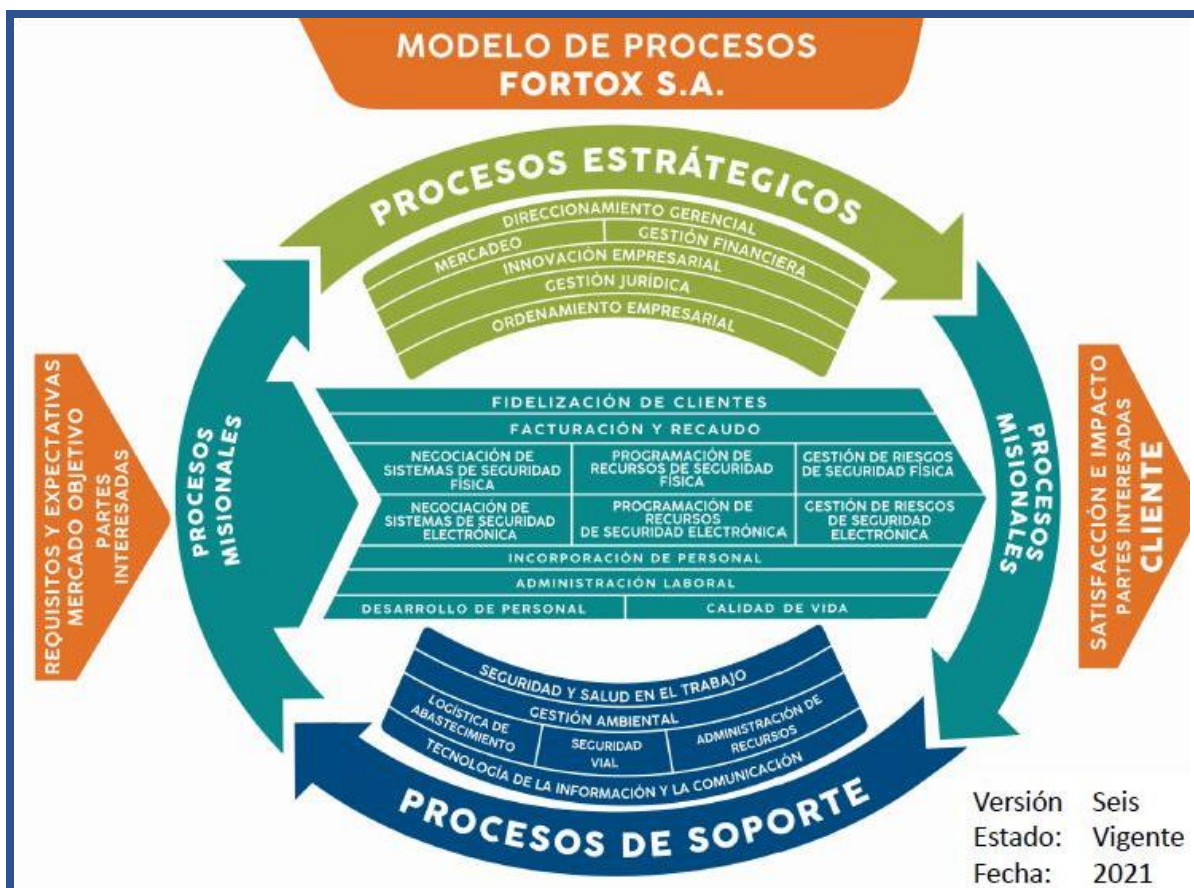 MODELO DE PROCESOS
FORTOX S.A.
PROCESOS ESTRÁTEGICOS
DIRECCIONAMIENTO GERENCIAL
MERCADEO
GESTIÓN FINANCIERA
INNOVACIÓN EMPRESARIAL
GESTIÓN JURÍDICA
ORDENAMIENTO EMPRESARIAL
REQUISITOS Y EXPECTATIVAS
MERCADO OBJETIVO
PARTES
INTERESADAS
PROCESOS
MISIONALES
FIDELIZACIÓN DE CLIENTES
FACTURACIÓN Y RECAUDO
NEGOCIACIÓN DE
SISTEMAS DE SEGURIDAD
FÍSICA
PROGRAMACIÓN DE
RECURSOS DE SEGURIDAD
FÍSICA
GESTIÓN DE RIESGOS
DE SEGURIDAD FÍSICA
NEGOCIACIÓN DE
SISTEMAS DE SEGURIDAD
ELECTRÓNICA
PROGRAMACIÓN DE
RECURSOS
DE SEGURIDAD ELECTRÓNICA
GESTIÓN DE RIESGOS
DE SEGURIDAD
ELECTRÓNICA
INCORPORACIÓN DE PERSONAL
ADMINISTRACIÓN LABORAL
DESARROLLO DE PERSONAL
CALIDAD DE VIDA
PROCESOS
MISIONALES
SATISFACCIÓN E IMPACTO
PARTES INTERESADAS
CLIENTE
SEGURIDAD Y SALUD EN EL TRABAJO
GESTIÓN AMBIENTAL
LOGÍSTICA DE
ABASTECIMIENTO
SEGURIDAD
VIAL
ADMINISTRACIÓN DE
RECURSIOS
TECNOLOGÍA DE LA INFORMACIÓN Y LA COMUNICACIÓN
PROCESOS DE SOPORTE
Versión Seis
Estado: Vigente
Fecha: 2021